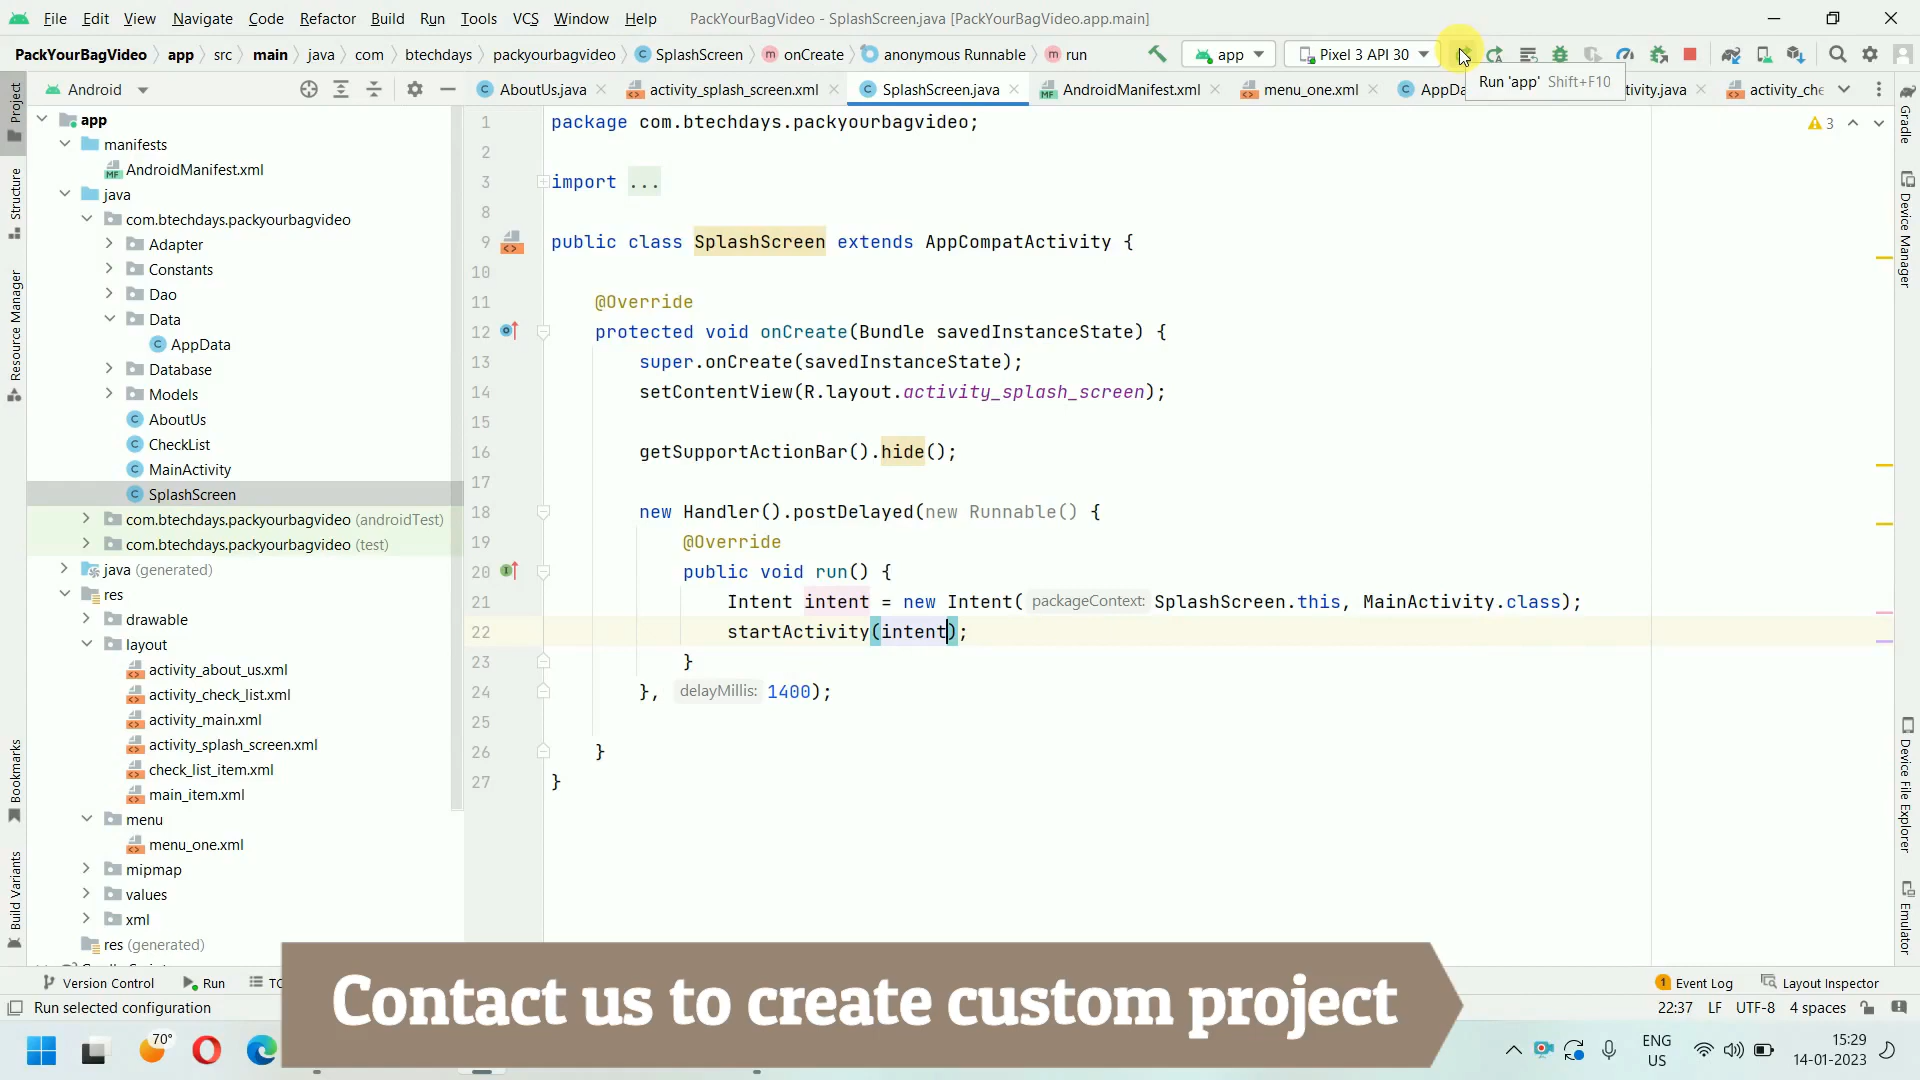 File Edit View Navigate Code Refactor Build Run Tools VCS Window Help PackYourBagVideo - SplashScreen.java [PackYourBagVideo.app.main]
PackYourBagVideo app src main java com btechdays packyourbagvideo SplashScreen onCreate anonymous Runnable run app Pixel 3 API 30
Run 'app' Shift+F10
Android
AboutUs.java activity_splash_screen.xml SplashScreen.java AndroidManifest.xml menu_one.xml AppDa tivity.java activity_che
Project
Structure
Resource Manager
Bookmarks
Build Variants
app
manifests
AndroidManifest.xml
java
com.btechdays.packyourbagvideo
Adapter
Constants
Dao
Data
AppData
Database
Models
AboutUs
CheckList
MainActivity
SplashScreen
com.btechdays.packyourbagvideo (androidTest)
com.btechdays.packyourbagvideo (test)
java (generated)
res
drawable
layout
activity_about_us.xml
activity_check_list.xml
activity_main.xml
activity_splash_screen.xml
check_list_item.xml
main_item.xml
menu
menu_one.xml
mipmap
values
xml
res (generated)
1 package com.btechdays.packyourbagvideo;
2
3 import ...
8
9 public class SplashScreen extends AppCompatActivity {
10
11 @Override
12 protected void onCreate(Bundle savedInstanceState) {
13 super.onCreate(savedInstanceState);
14 setContentView(R.layout.activity_splash_screen);
15
16 getSupportActionBar().hide();
17
18 new Handler().postDelayed(new Runnable() {
19 @Override
20 public void run() {
21 Intent intent = new Intent( packageContext: SplashScreen.this, MainActivity.class);
22 startActivity(intent);
23 }
24 }, delayMillis: 1400);
25
26 }
27 }
3
Gradle
Device Manager
Device File Explorer
Emulator
Version Control Run TO
1 Event Log Layout Inspector
Run selected configuration
22:37 LF UTF-8 4 spaces
Contact us to create custom project
70°
ENG
US
15:29
14-01-2023